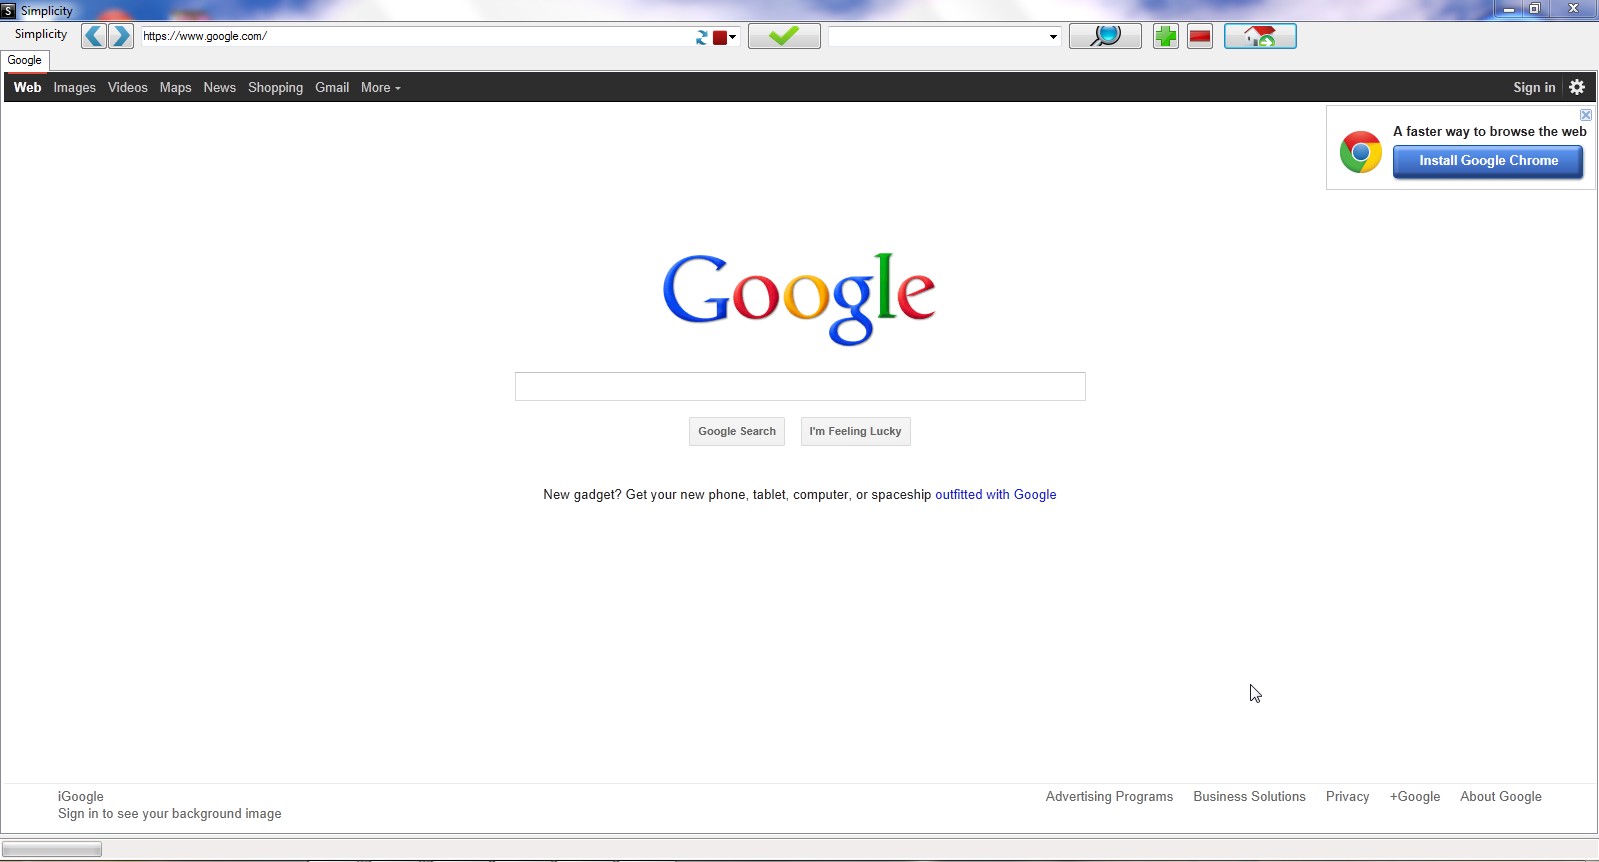 S Simplicity
Simplicity https://www.google.com/
Google
Web Images Videos Maps News Shopping Gmail More Sign in
A faster way to browse the web
Install Google Chrome
Google
Google Search I'm Feeling Lucky
New gadget? Get your new phone, tablet, computer, or spaceship outfitted with Google
iGoogle Advertising Programs Business Solutions Privacy +Google About Google
Sign in to see your background image